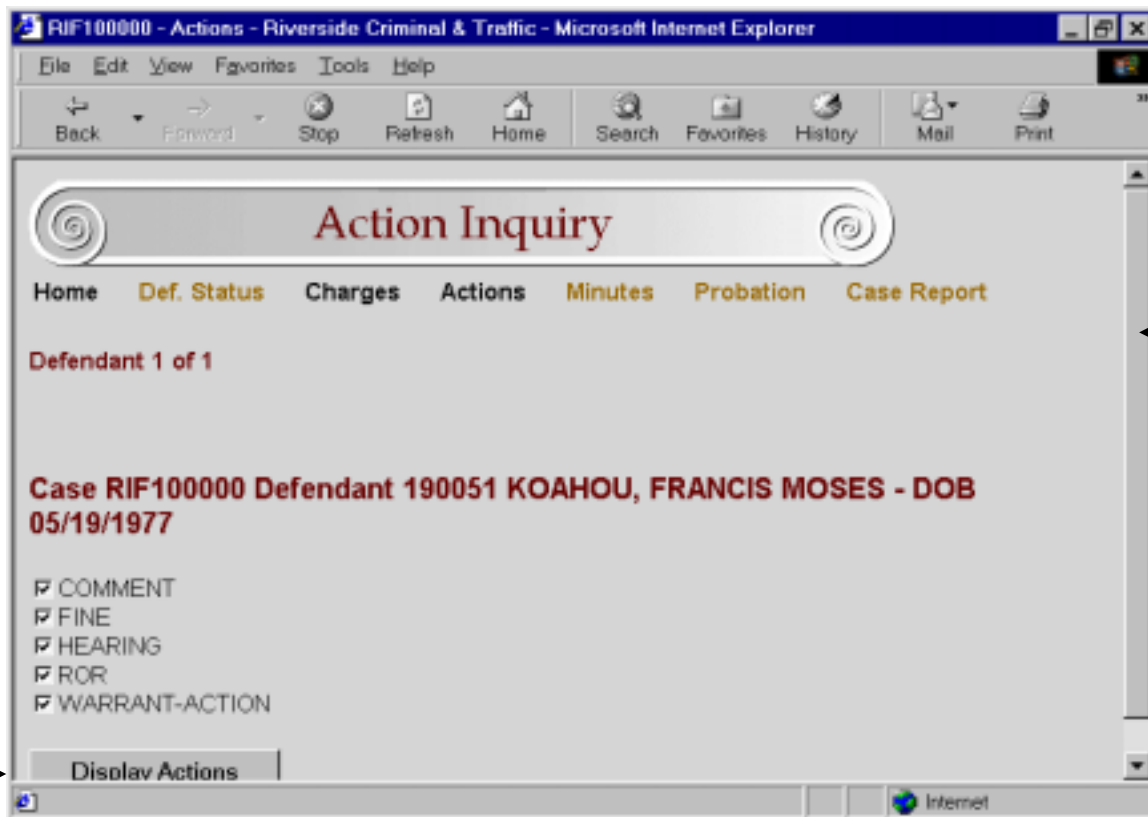 RIF100000 - Actions - Riverside Criminal & Traffic - Microsoft Internet Explorer
File Edit View Favorites Tools Help
Back Forward Stop Refresh Home Search Favorites History Mail Print
Action Inquiry
Home Def. Status Charges Actions Minutes Probation Case Report
Defendant 1 of 1
Case RIF100000 Defendant 190051 KOAHOU, FRANCIS MOSES - DOB
05/19/1977
COMMENT
FINE
HEARING
ROR
WARRANT-ACTION
Display Actions
Internet